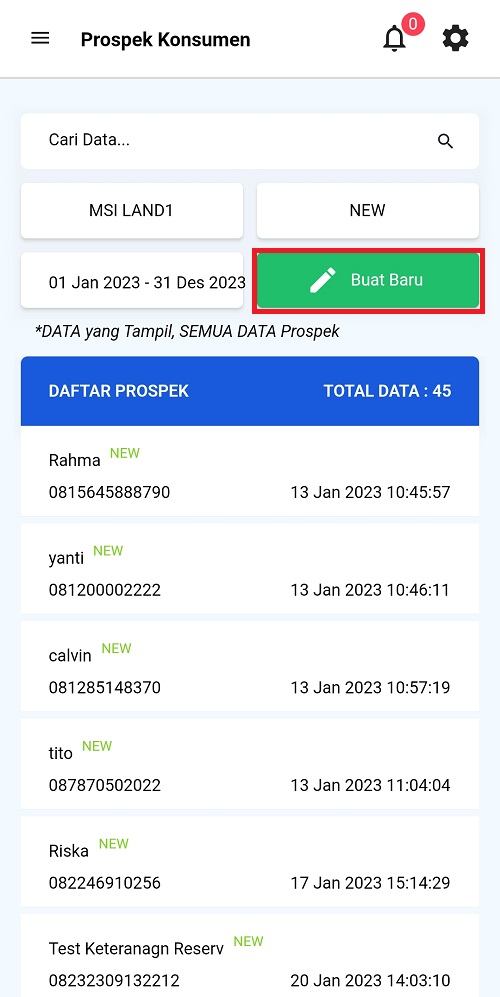 Prospek Konsumen
0
Cari Data...
MSI LAND1
NEW
01 Jan 2023 - 31 Des 2023
Buat Baru
*DATA yang Tampil, SEMUA DATA Prospek
DAFTAR PROSPEK TOTAL DATA : 45
Rahma NEW
0815645888790 13 Jan 2023 10:45:57
yanti NEW
081200002222 13 Jan 2023 10:46:11
calvin NEW
081285148370 13 Jan 2023 10:57:19
tito NEW
087870502022 13 Jan 2023 11:04:04
Riska NEW
082246910256 17 Jan 2023 15:14:29
Test Keteranagn Reserv NEW
08232309132212 20 Jan 2023 14:03:10